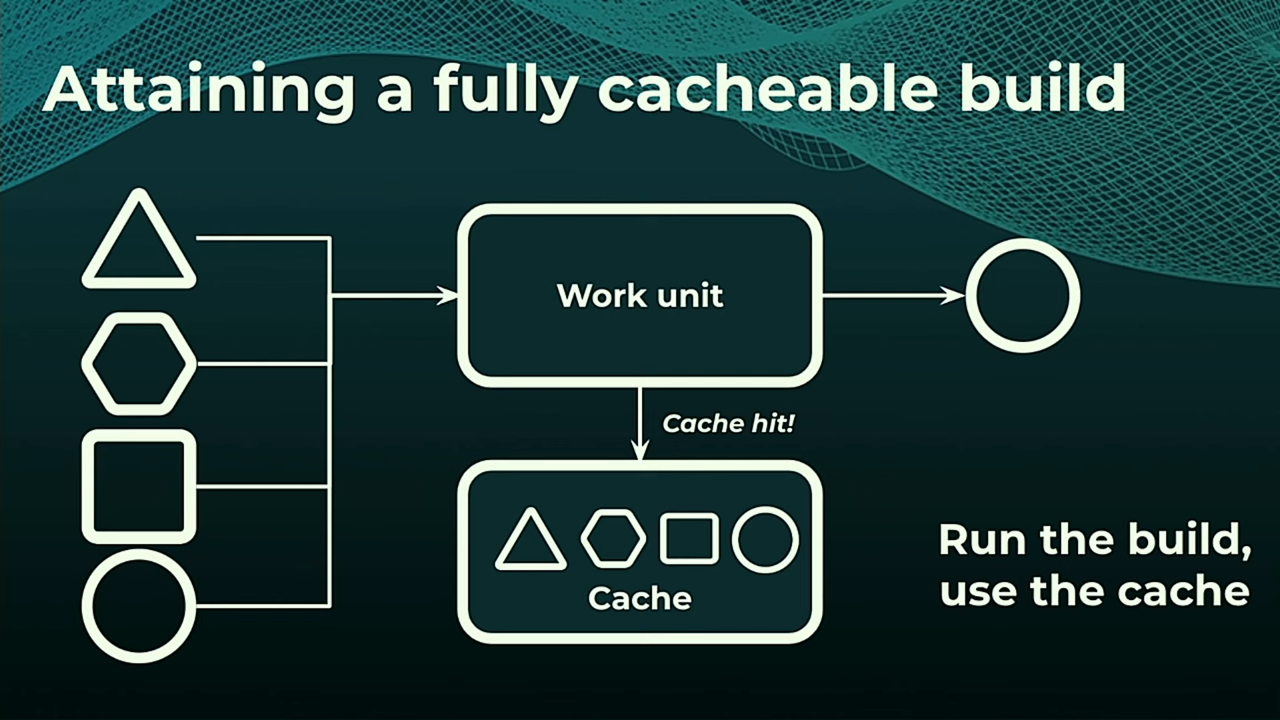 Attaining a fully cacheable build
Work unit
Cache hit!
Cache
Run the build,
use the cache